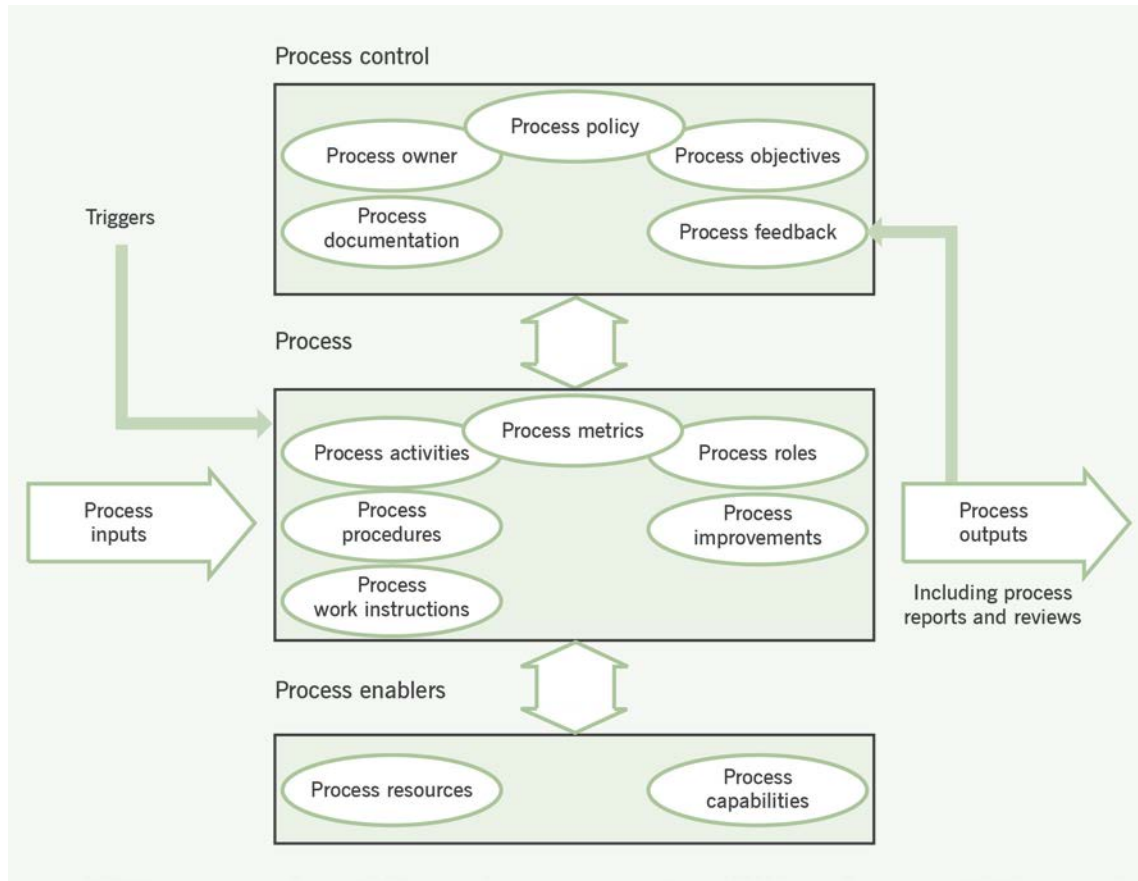 Process control
Process policy
Process owner
Process objectives
Process
documentation
Process feedback
Triggers
Process
Process metrics
Process activities
Process roles
Process
procedures
Process
improvements
Process
work instructions
Process
inputs
Process
outputs
Including process
reports and reviews
Process enablers
Process resources
Process
capabilities